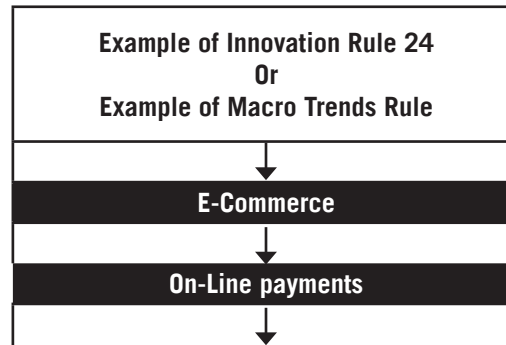 Example of Innovation Rule 24
Or
Example of Macro Trends Rule
E-Commerce
On-Line payments